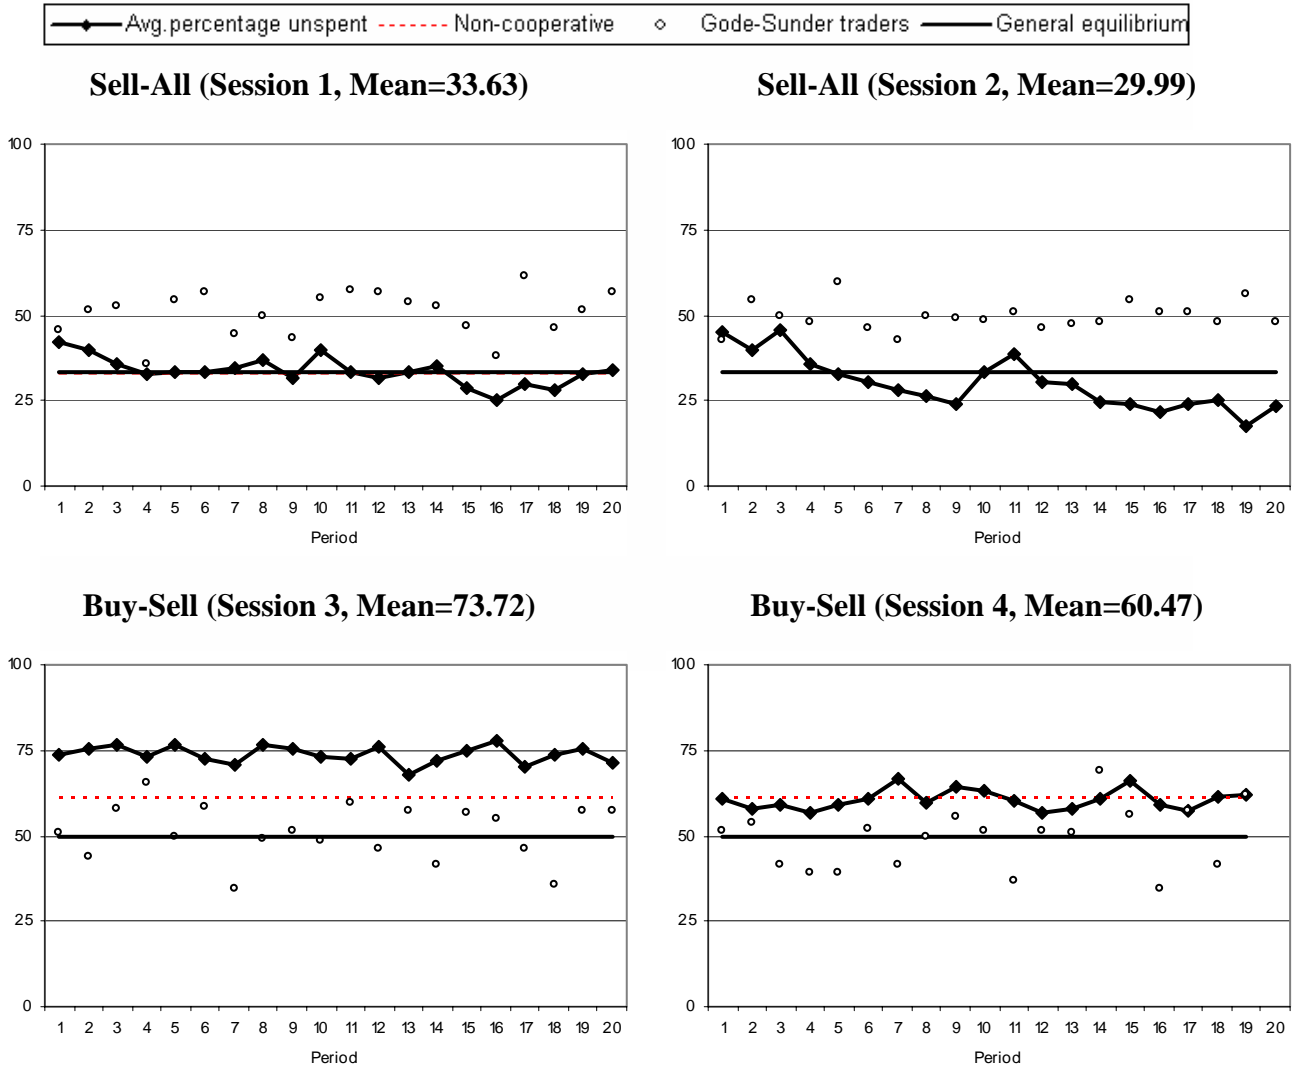 Avg.percentage unspent Non-cooperative Gode-Sunder traders General equilibrium
Sell-All (Session 1, Mean=33.63)
100
75
50
25
0
1 2 3 4 5 6 7 8 9 10 11 12 13 14 15 16 17 18 19 20
Period
Sell-All (Session 2, Mean=29.99)
100
75
50
25
0
1 2 3 4 5 6 7 8 9 10 11 12 13 14 15 16 17 18 19 20
Period
Buy-Sell (Session 3, Mean=73.72)
100
75
50
25
0
1 2 3 4 5 6 7 8 9 10 11 12 13 14 15 16 17 18 19 20
Period
Buy-Sell (Session 4, Mean=60.47)
100
75
50
25
0
1 2 3 4 5 6 7 8 9 10 11 12 13 14 15 16 17 18 19 20
Period